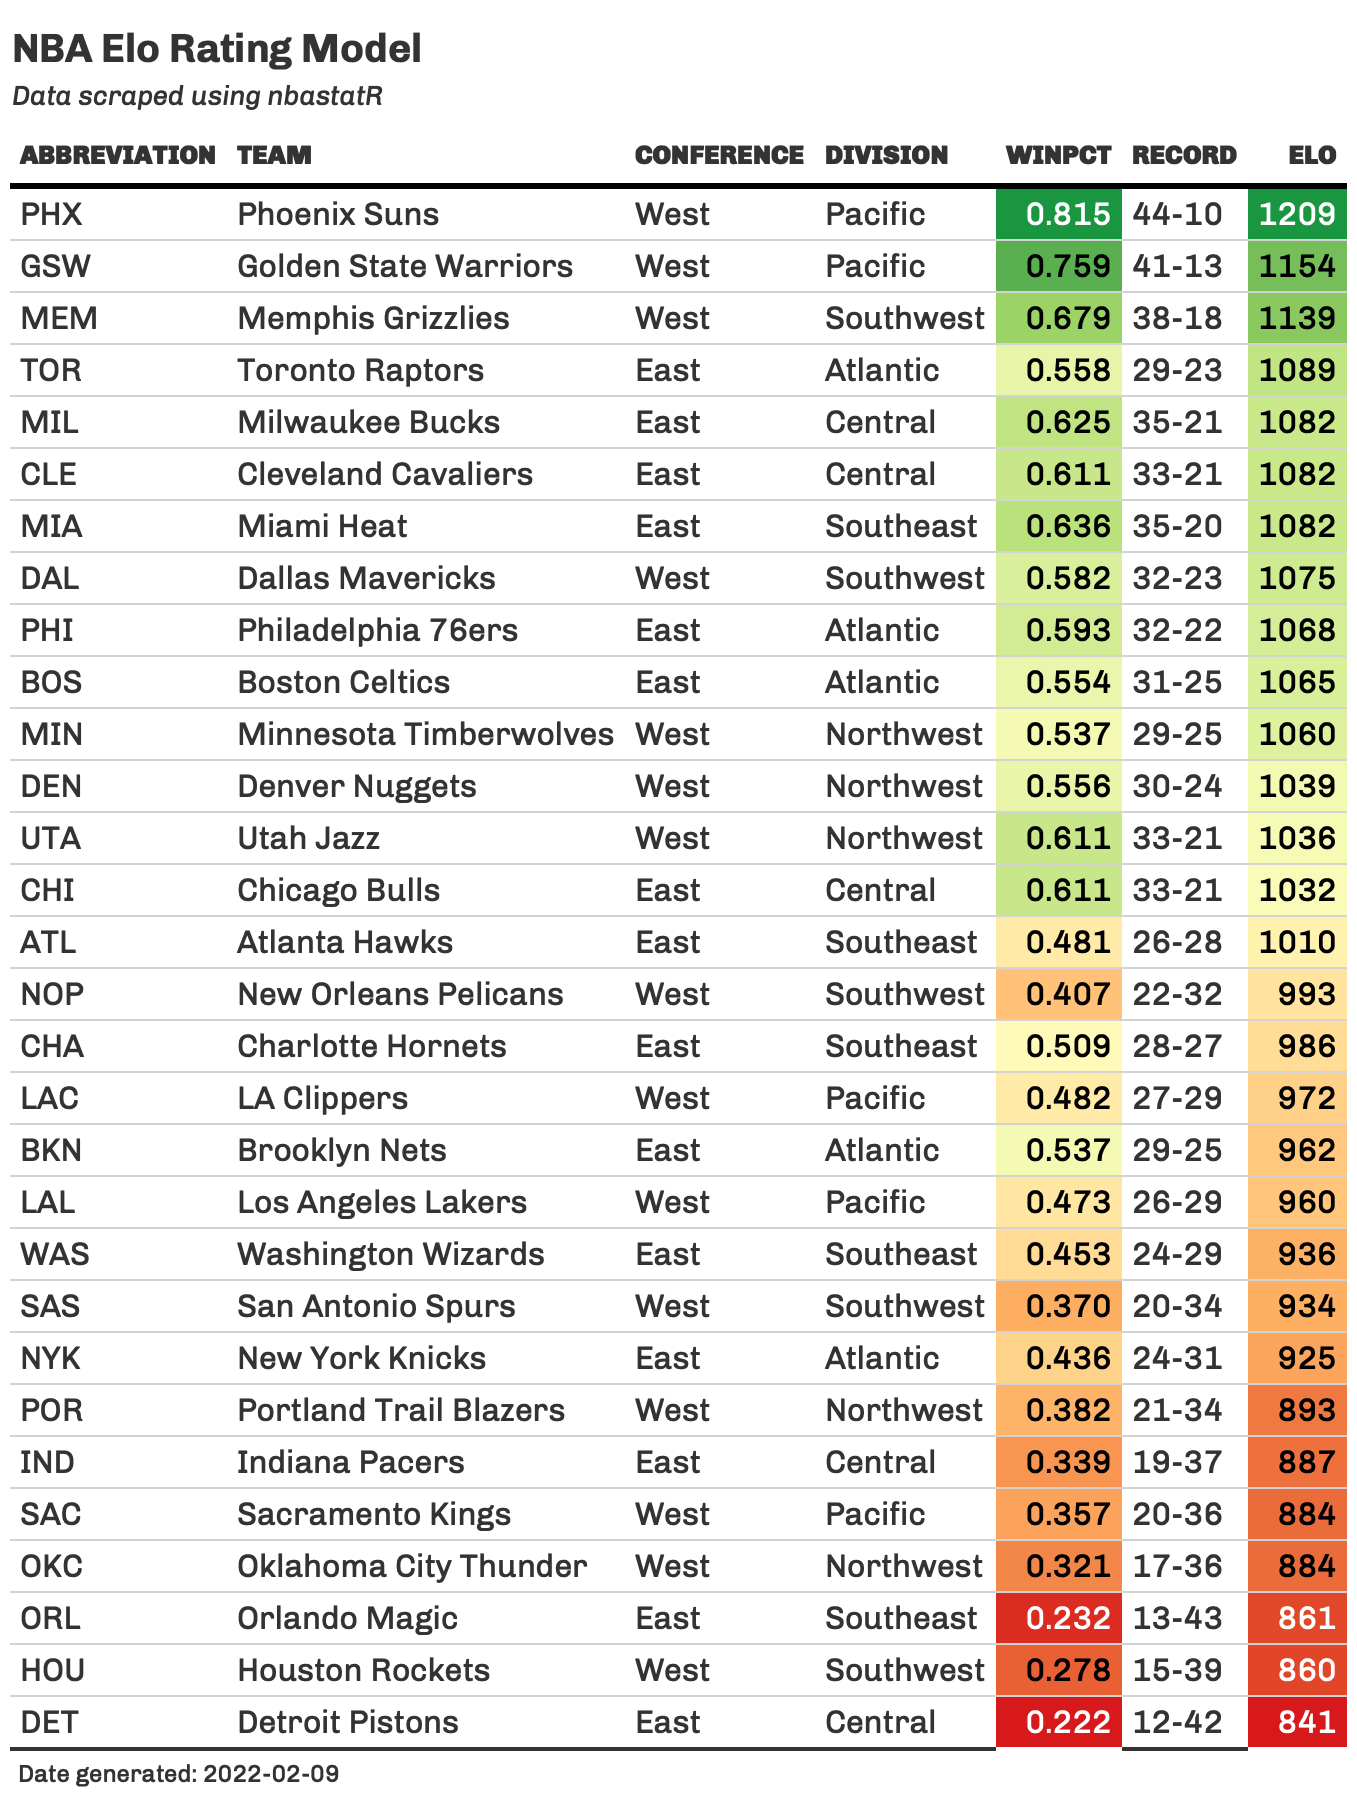 NBA Elo Rating Model
Data scraped using nbastatR
ABBREVIATION TEAM CONFERENCE DIVISION WINPCT RECORD ELO
PHX Phoenix Suns West Pacific 0.815 44-10 1209
GSW Golden State Warriors West Pacific 0.759 41-13 1154
MEM Memphis Grizzlies West Southwest 0.679 38-18 1139
TOR Toronto Raptors East Atlantic 0.558 29-23 1089
MIL Milwaukee Bucks East Central 0.625 35-21 1082
CLE Cleveland Cavaliers East Central 0.611 33-21 1082
MIA Miami Heat East Southeast 0.636 35-20 1082
DAL Dallas Mavericks West Southwest 0.582 32-23 1075
PHI Philadelphia 76ers East Atlantic 0.593 32-22 1068
BOS Boston Celtics East Atlantic 0.554 31-25 1065
MIN Minnesota Timberwolves West Northwest 0.537 29-25 1060
DEN Denver Nuggets West Northwest 0.556 30-24 1039
UTA Utah Jazz West Northwest 0.611 33-21 1036
CHI Chicago Bulls East Central 0.611 33-21 1032
ATL Atlanta Hawks East Southeast 0.481 26-28 1010
NOP New Orleans Pelicans West Southwest 0.407 22-32 993
CHA Charlotte Hornets East Southeast 0.509 28-27 986
LAC LA Clippers West Pacific 0.482 27-29 972
BKN Brooklyn Nets East Atlantic 0.537 29-25 962
LAL Los Angeles Lakers West Pacific 0.473 26-29 960
WAS Washington Wizards East Southeast 0.453 24-29 936
SAS San Antonio Spurs West Southwest 0.370 20-34 934
NYK New York Knicks East Atlantic 0.436 24-31 925
POR Portland Trail Blazers West Northwest 0.382 21-34 893
IND Indiana Pacers East Central 0.339 19-37 887
SAC Sacramento Kings West Pacific 0.357 20-36 884
OKC Oklahoma City Thunder West Northwest 0.321 17-36 884
ORL Orlando Magic East Southeast 0.232 13-43 861
HOU Houston Rockets West Southwest 0.278 15-39 860
DET Detroit Pistons East Central 0.222 12-42 841
Date generated: 2022-02-09